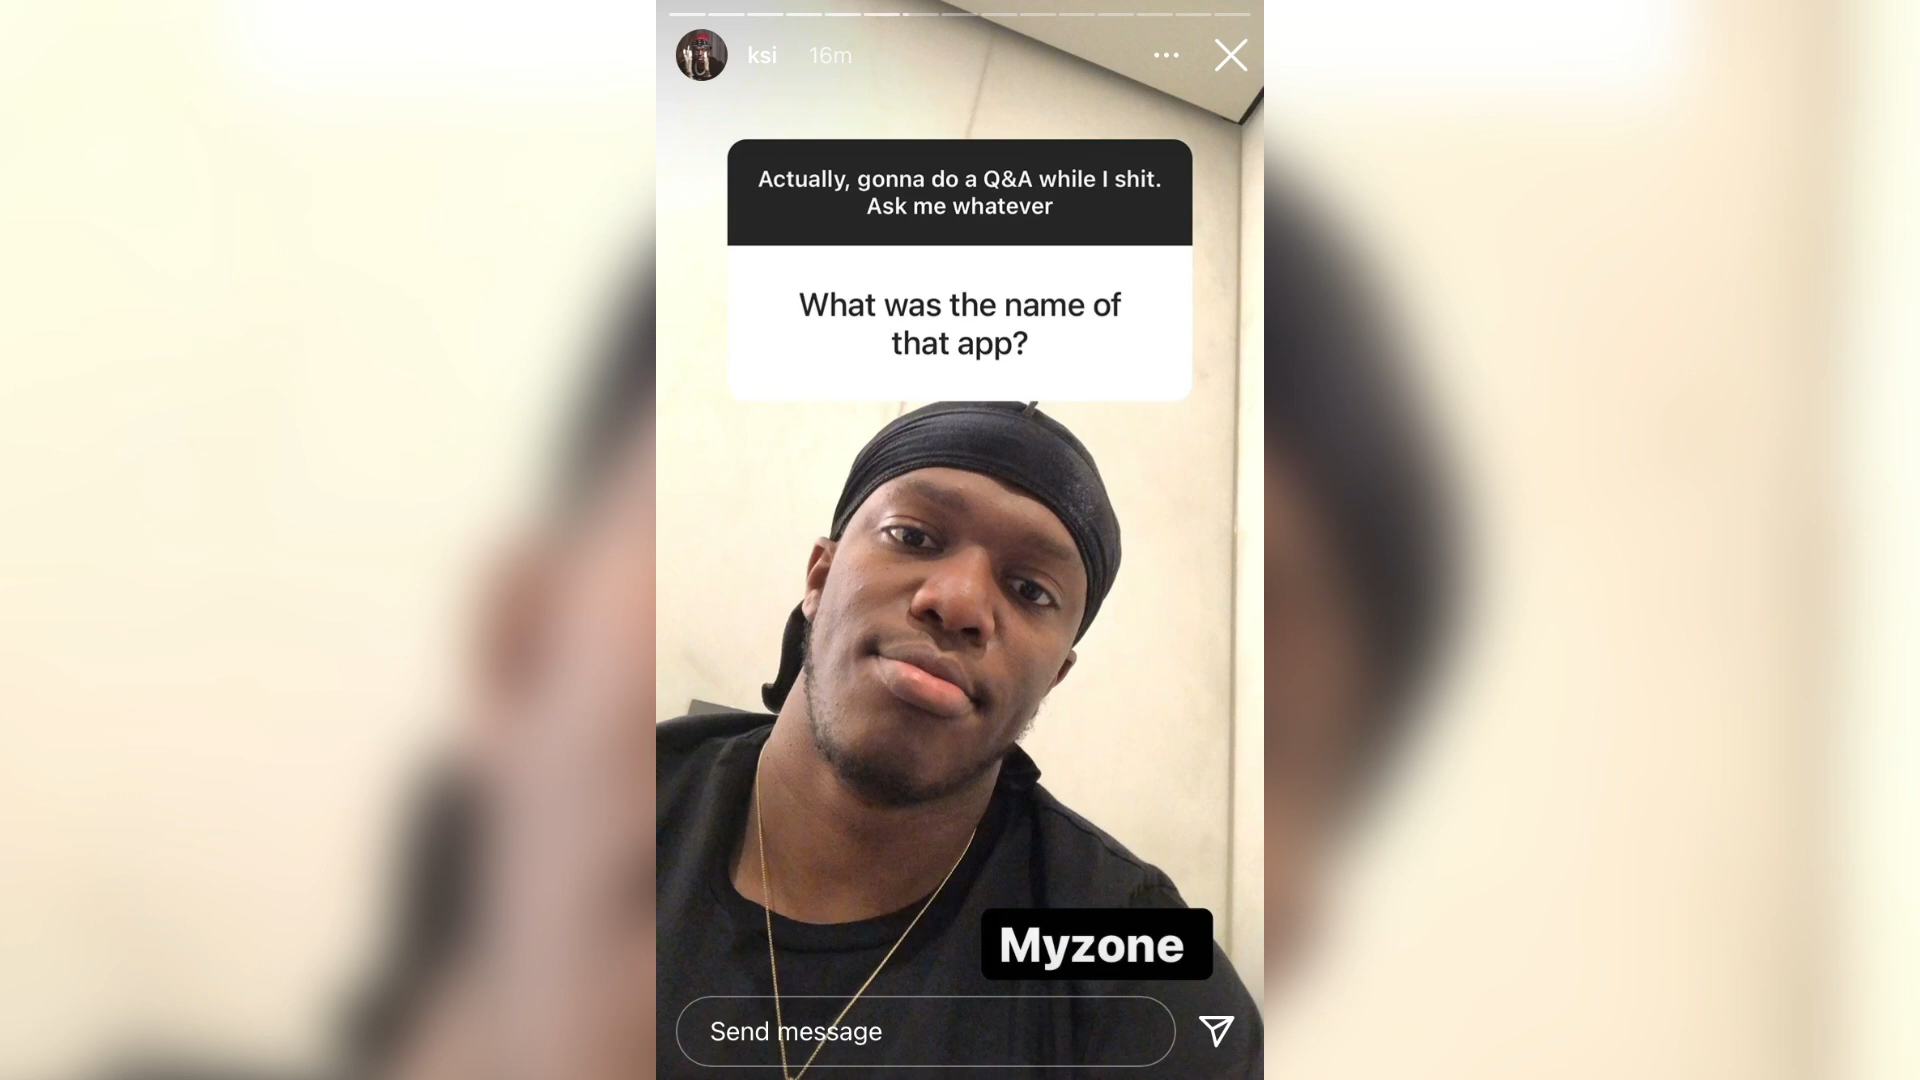 ksi 16m
Actually, gonna do a Q&A while I shit.
Ask me whatever
What was the name of
that app?
Myzone
Send message